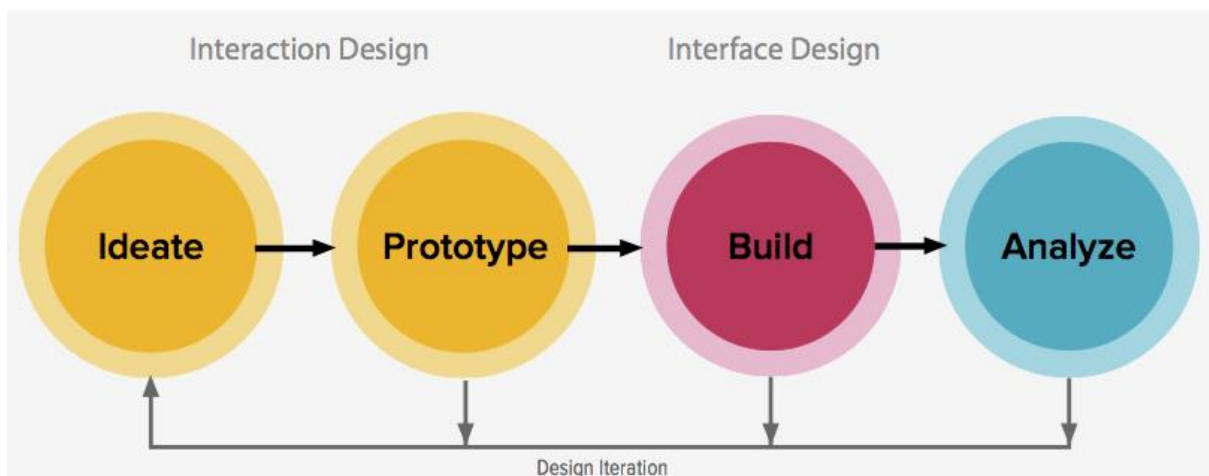 Interaction Design
Interface Design
Ideate
Prototype
Build
Analyze
Design Iteration